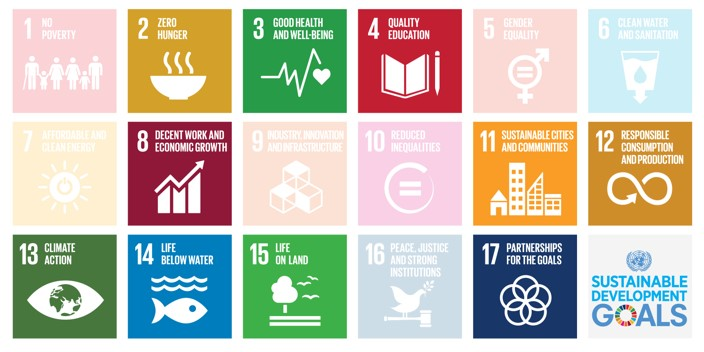 1 NO
POVERTY
2 ZERO
HUNGER
3 GOOD HEALTH
AND WELL-BEING
4 QUALITY
EDUCATION
5 GENDER
EQUALITY
6 CLEAN WATER
AND SANITATION
7 AFFORDABLE AND
CLEAN ENERGY
8 DECENT WORK AND
ECONOMIC GROWTH
9 INDUSTRY, INNOVATION
AND INFRASTRUCTURE
10 REDUCED
INEQUALITIES
11 SUSTAINABLE CITIES
AND COMMUNITIES
12 RESPONSIBLE
CONSUMPTION
AND PRODUCTION
13 CLIMATE
ACTION
14 LIFE
BELOW WATER
15 LIFE
ON LAND
16 PEACE, JUSTICE
AND STRONG
INSTITUTIONS
17 PARTNERSHIPS
FOR THE GOALS
SUSTAINABLE
DEVELOPMENT
GOALS